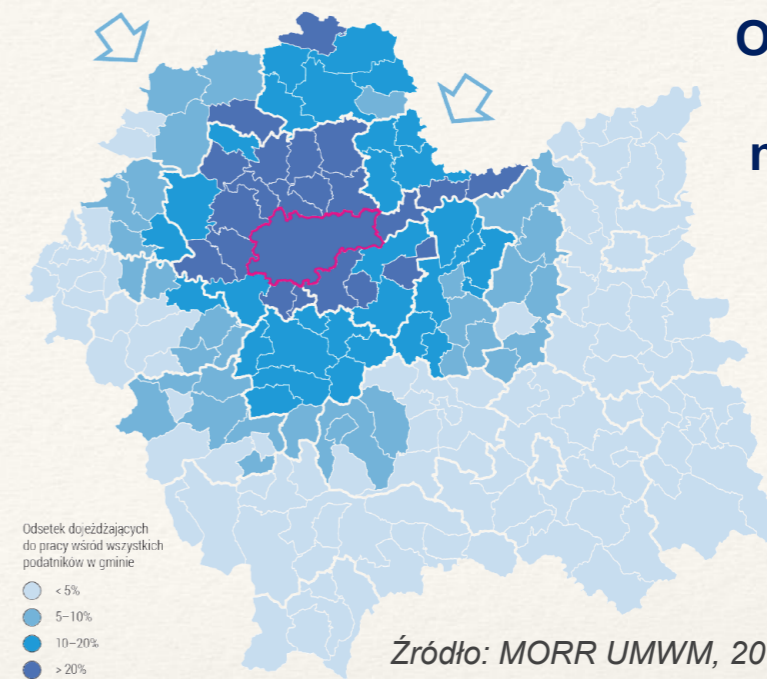 O
n
Odsetek dojeżdżających
do pracy wśród wszystkich
podatników w gminie
< 5%
5–10%
10–20%
> 20%
Źródło: MORR UMWM, 20